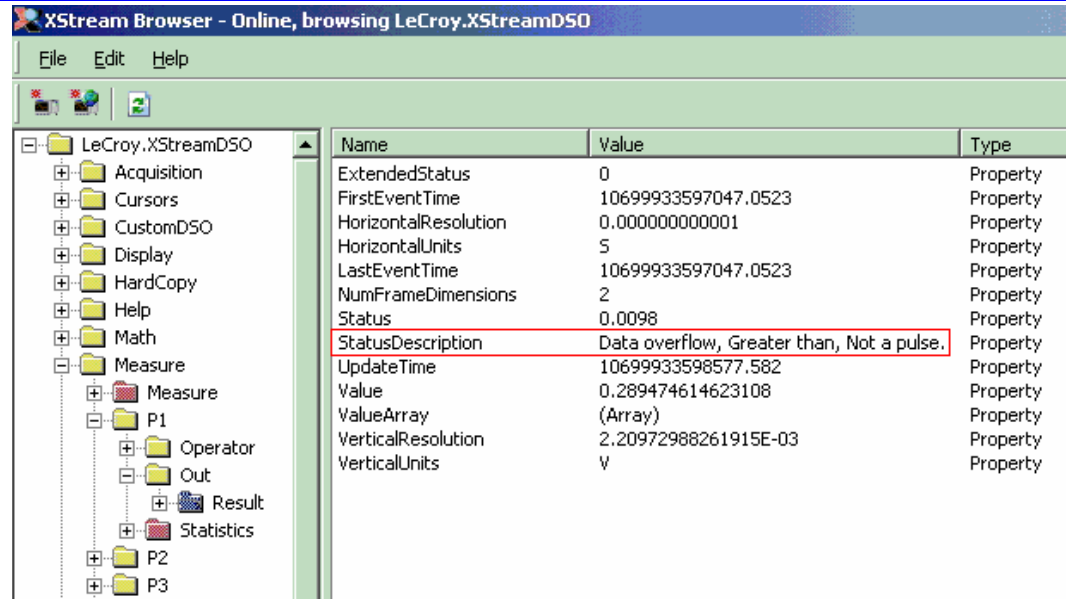 XStream Browser - Online, browsing LeCroy.XStreamDSO
File Edit Help
LeCroy.XStreamDSO
Acquisition
Cursors
CustomDSO
Display
HardCopy
Help
Math
Measure
Measure
P1
Operator
Out
Result
Statistics
P2
P3
Name Value Type
ExtendedStatus 0 Property
FirstEventTime 10699933597047.0523 Property
HorizontalResolution 0.000000000001 Property
HorizontalUnits S Property
LastEventTime 10699933597047.0523 Property
NumFrameDimensions 2 Property
Status 0.0098 Property
StatusDescription Data overflow, Greater than, Not a pulse. Property
UpdateTime 10699933598577.582 Property
Value 0.289474614623108 Property
ValueArray (Array) Property
VerticalResolution 2.20972988261915E-03 Property
VerticalUnits V Property